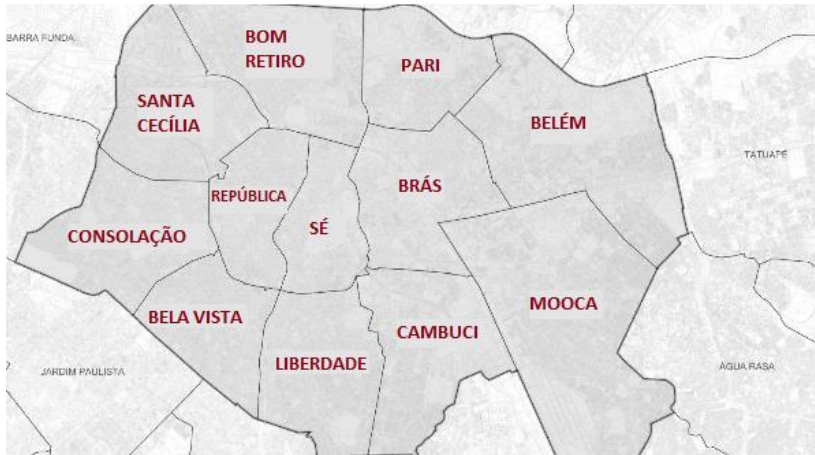 BARRA FUNDA
BOM
RETIRO
PARI
SANTA
CECÍLIA
BELÉM
TATUAPÉ
REPÚBLICA
BRÁS
SÉ
CONSOLAÇÃO
BELA VISTA
MOOCA
CAMBUCI
LIBERDADE
JARDIM PAULISTA
ÁGUA RASA